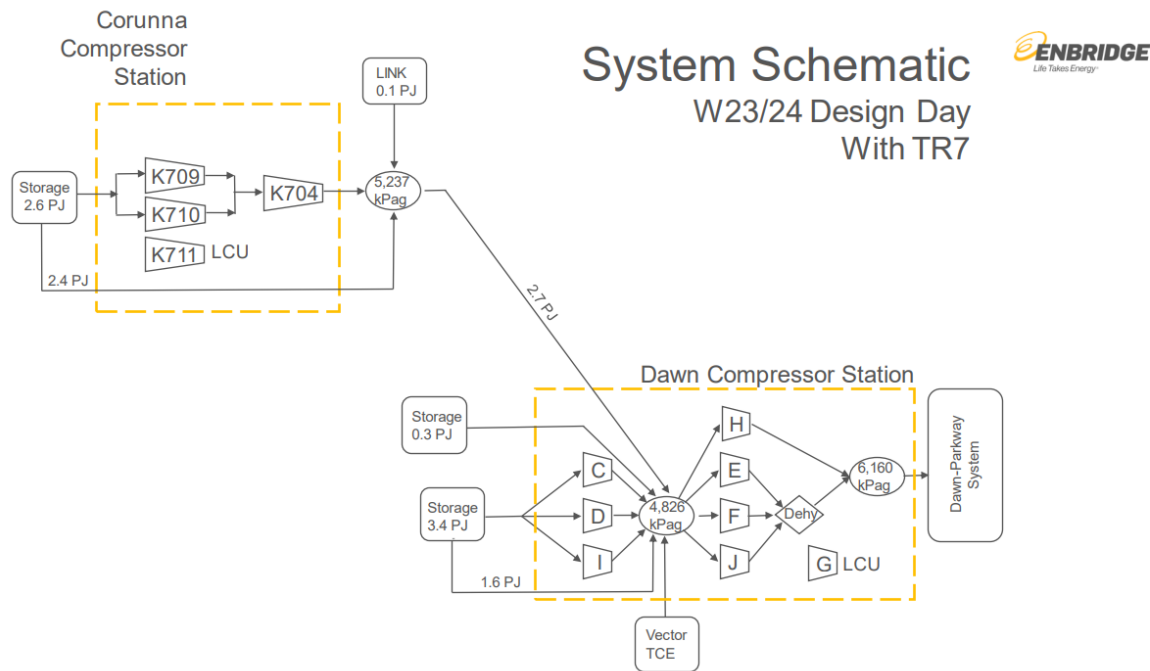 Corunna
Compressor
Station
System Schematic
W23/24 Design Day
With TR7
ENBRIDGE
Life Takes Energy™
LINK
0.1 PJ
Storage
2.6 PJ
K709
K710
K711
LCU
K704
5,237
kPag
2.4 PJ
2.7 PJ
Dawn Compressor Station
Storage
0.3 PJ
Storage
3.4 PJ
1.6 PJ
C
D
I
4,826
kPag
H
E
F
J
Dehy
G
LCU
6,160
kPag
Dawn-Parkway
System
Vector
TCE